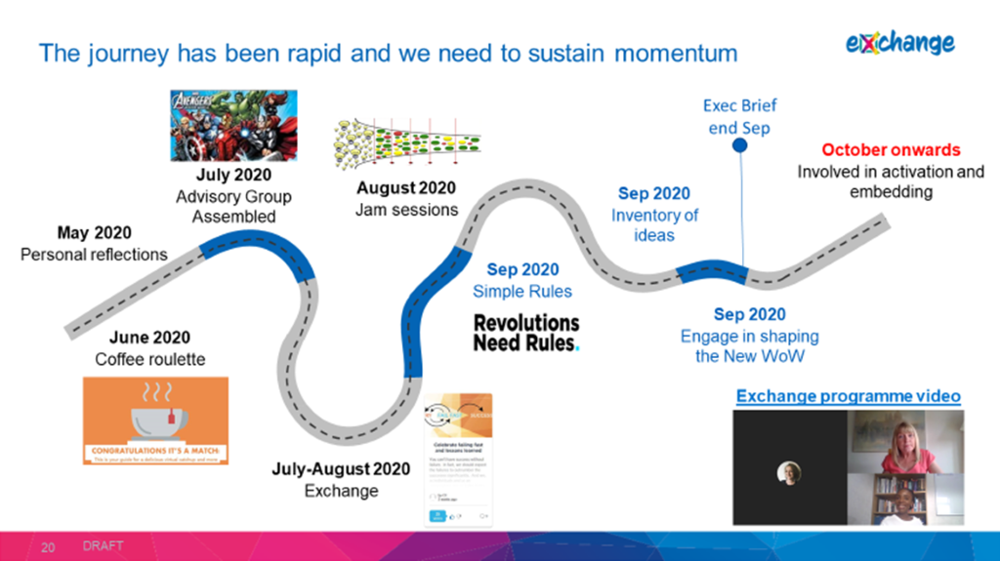 The journey has been rapid and we need to sustain momentum
exchange
AVENGERS
July 2020
Advisory Group
Assembled
August 2020
Jam sessions
Exec Brief
end Sep
October onwards
Involved in activation and
embedding
Sep 2020
Inventory of
ideas
May 2020
Personal reflections
Sep 2020
Simple Rules
Revolutions
Need Rules.
Sep 2020
Engage in shaping
the New WoW
June 2020
Coffee roulette
CONGRATULATIONS IT'S A MATCH:
This is your guide for a delicious virtual
July-August 2020
Exchange
Celebrate failing fast
and lessons learned
Exchange programme video
20
DRAFT